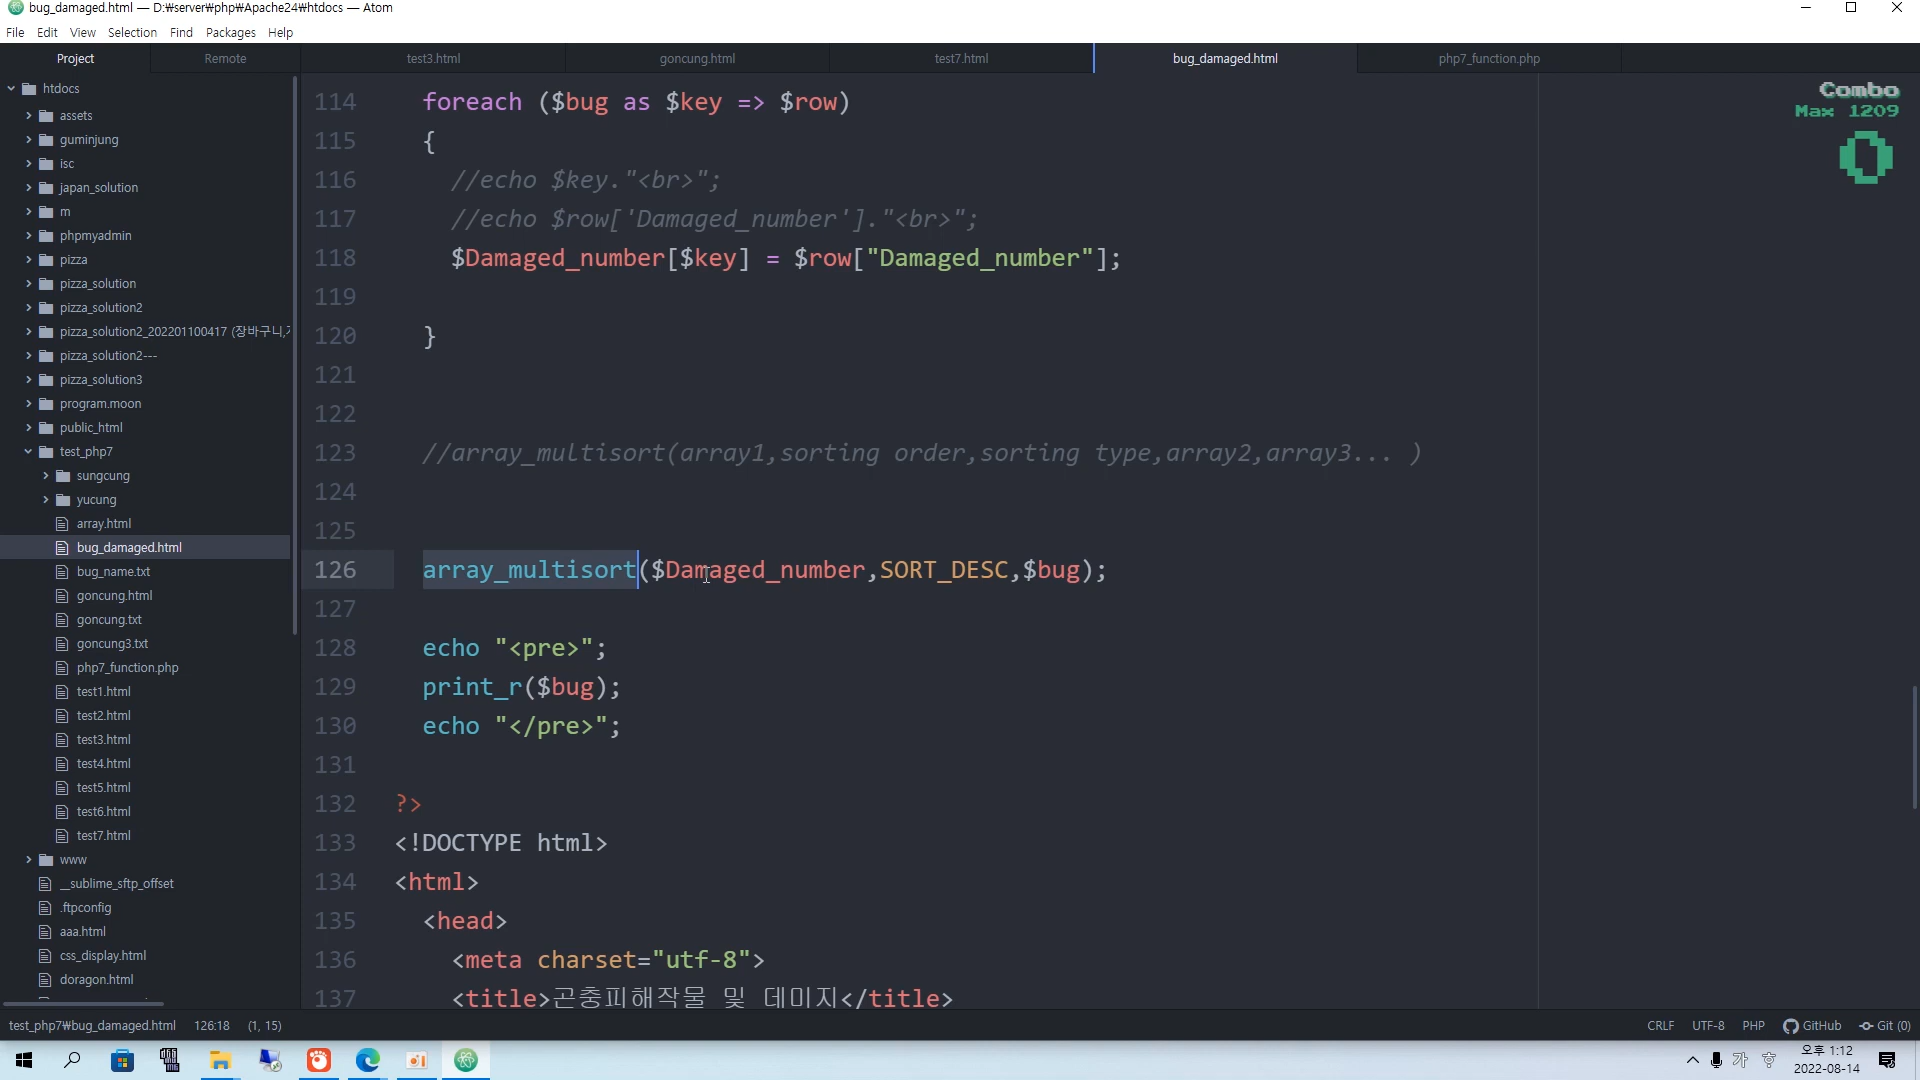 bug_damaged.html — D:₩server₩php₩Apache24₩htdocs — Atom
File Edit View Selection Find Packages Help
Project Remote test3.html goncung.html test7.html bug_damaged.html php7_function.php
htdocs
assets
guminjung
isc
japan_solution
m
phpmyadmin
pizza
pizza_solution
pizza_solution2
pizza_solution2_202201100417 (장바구니,
pizza_solution2---
pizza_solution3
program.moon
public_html
test_php7
sungcung
yucung
array.html
bug_damaged.html
bug_name.txt
goncung.html
goncung.txt
goncung3.txt
php7_function.php
test1.html
test2.html
test3.html
test4.html
test5.html
test6.html
test7.html
www
__sublime_sftp_offset
.ftpconfig
aaa.html
css_display.html
doragon.html
114 foreach ($bug as $key => $row)
115 {
116 //echo $key."<br>";
117 //echo $row['Damaged_number']."<br>";
118 $Damaged_number[$key] = $row["Damaged_number"];
119
120 }
121
122
123 //array_multisort(array1,sorting order,sorting type,array2,array3... )
124
125
126 array_multisort($Damaged_number,SORT_DESC,$bug);
127
128 echo "<pre>";
129 print_r($bug);
130 echo "</pre>";
131
132 ?>
133 <!DOCTYPE html>
134 <html>
135 <head>
136 <meta charset="utf-8">
137 <title>곤충피해작물 및 데미지</title>
Combo
Max 1209
0
test_php7₩bug_damaged.html 126:18 (1, 15) CRLF UTF-8 PHP GitHub Git (0)
가 오후 1:12
2022-08-14